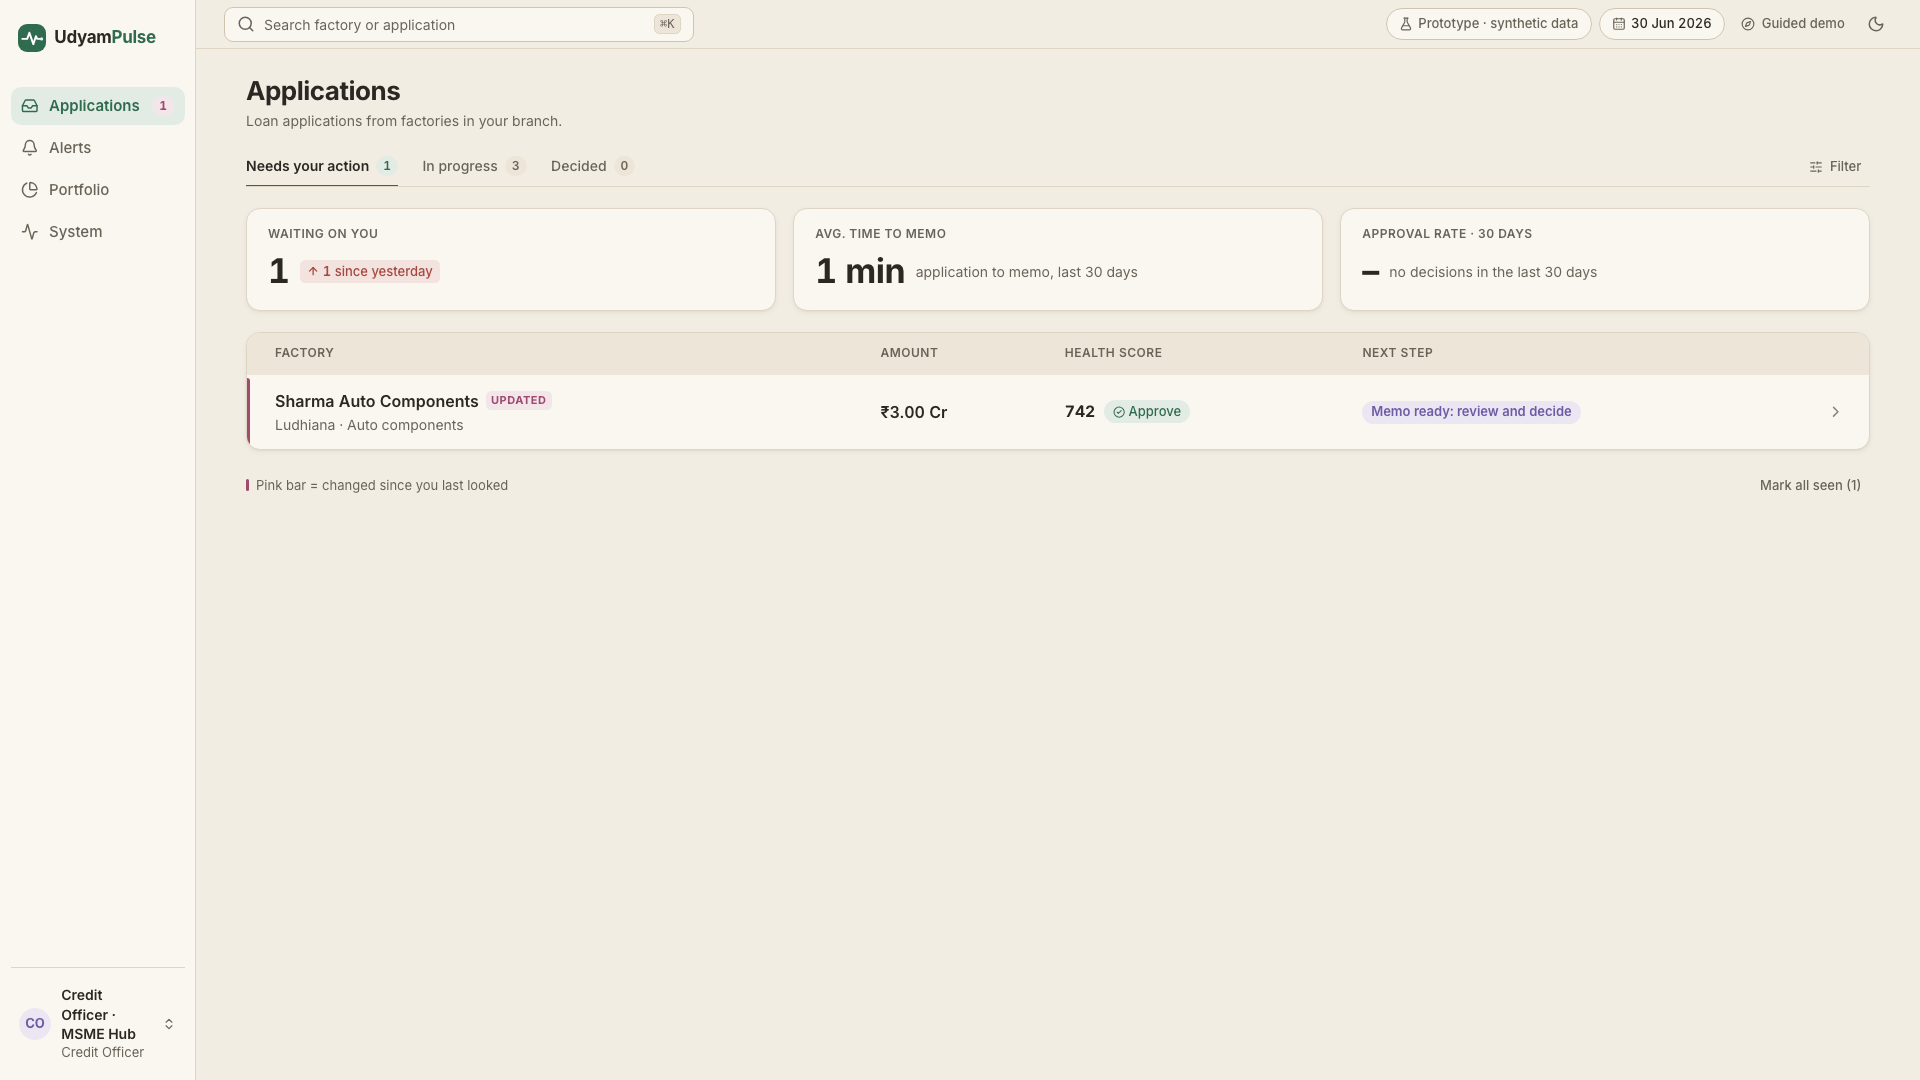 UdyamPulse
Search factory or application
⌘K
Prototype · synthetic data
30 Jun 2026
Guided demo
Applications 1
Alerts
Portfolio
System
Applications
Loan applications from factories in your branch.
Needs your action 1
In progress 3
Decided 0
Filter
WAITING ON YOU
1 ↑ 1 since yesterday
AVG. TIME TO MEMO
1 min application to memo, last 30 days
APPROVAL RATE · 30 DAYS
– no decisions in the last 30 days
FACTORY AMOUNT HEALTH SCORE NEXT STEP
Sharma Auto Components UPDATED
Ludhiana · Auto components
₹3.00 Cr
742 Approve
Memo ready: review and decide
Pink bar = changed since you last looked
Mark all seen (1)
CO
Credit
Officer ·
MSME Hub
Credit Officer